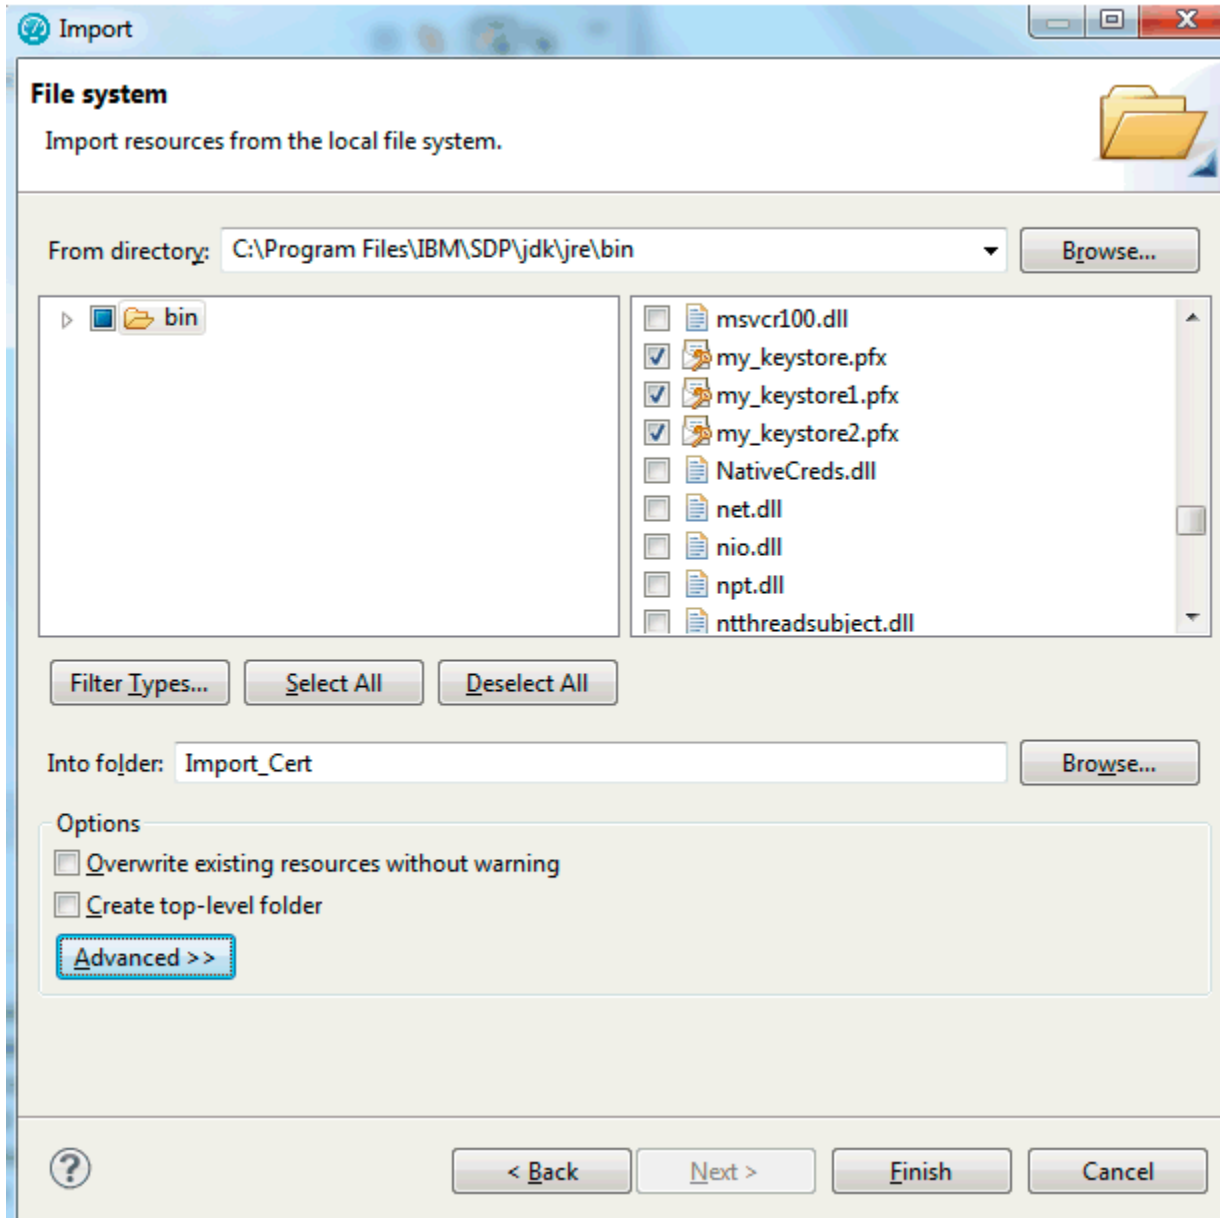 Import
File system
Import resources from the local file system.
From directory: C:\Program Files\IBM\SDP\jdk\jre\bin Browse...
bin
msvcr100.dll
my_keystore.pfx
my_keystore1.pfx
my_keystore2.pfx
NativeCreds.dll
net.dll
nio.dll
npt.dll
ntthreadsubject.dll
Filter Types... Select All Deselect All
Into folder: Import_Cert Browse...
Options
Overwrite existing resources without warning
Create top-level folder
Advanced >>
? < Back Next > Finish Cancel